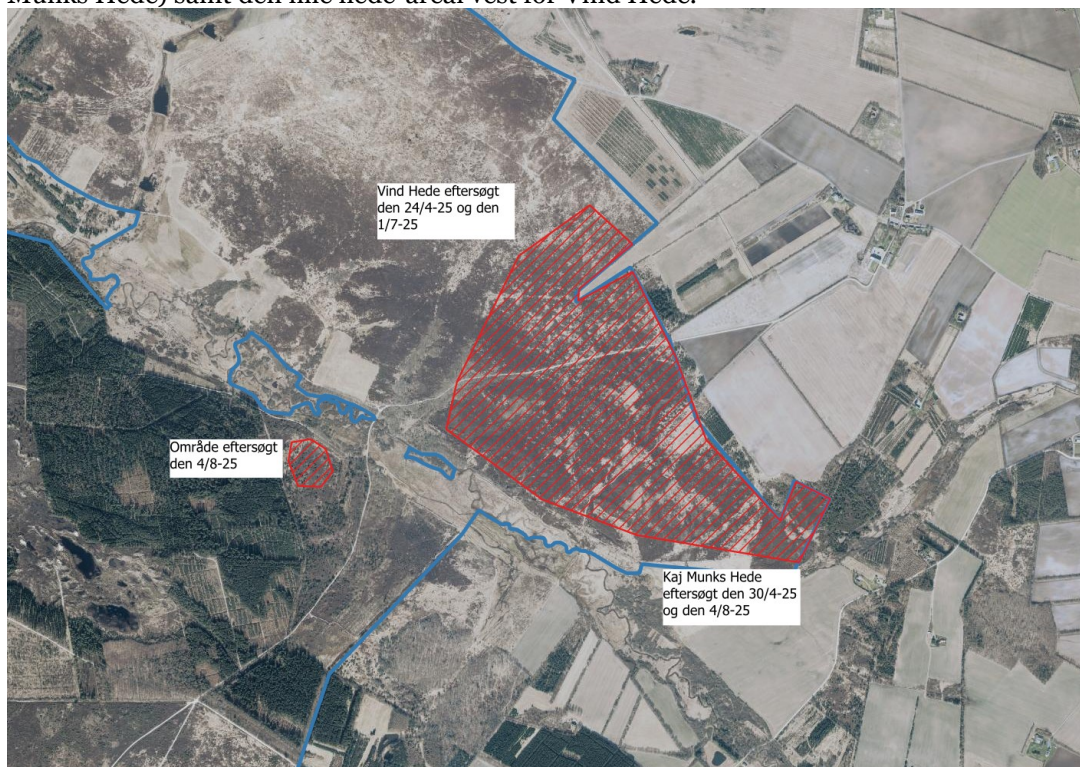 Munks Hede) samt den lille hede-areal vest for Vind Hede.
Vind Hede eftersøgt
den 24/4-25 og den
1/7-25
Område eftersøgt
den 4/8-25
Kaj Munks Hede
eftersøgt den 30/4-25
og den 4/8-25